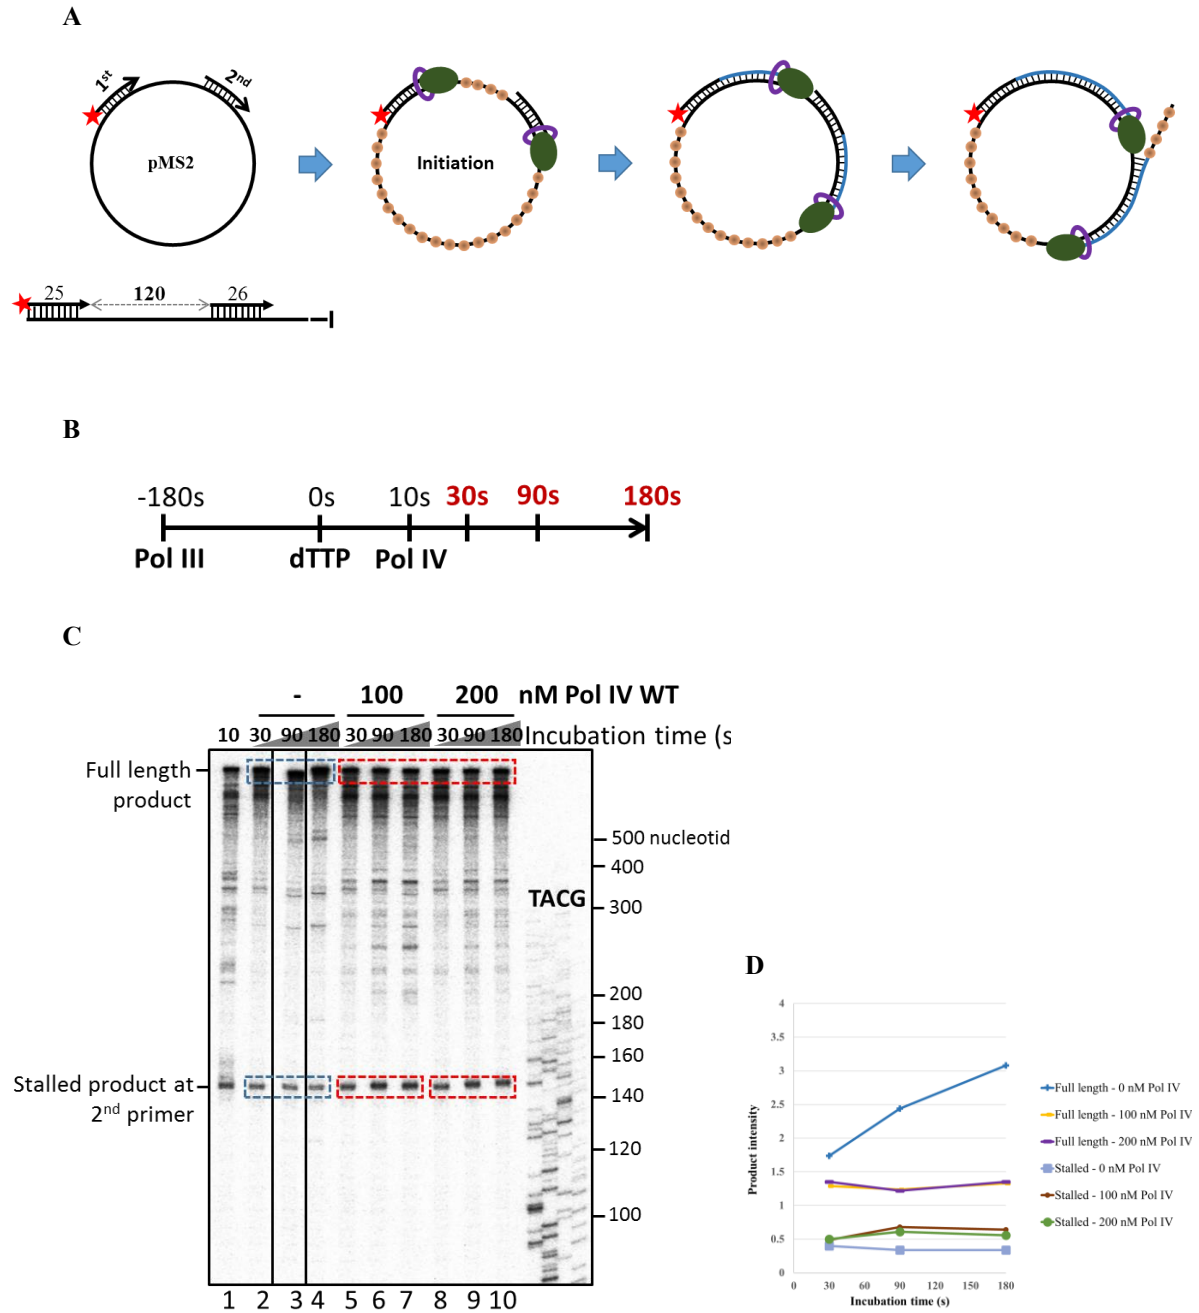 A
1st
2nd
pMS2
Initiation
25
120
26
B
-180s 0s 10s 30s 90s 180s
Pol III dTTP Pol IV
C
- 100 200 nM Pol IV WT
10 30 90 180 30 90 180 30 90 180 Incubation time (s
Full length
product
500 nucleotid
400
TACG
300
200
180
160
Stalled product at
2nd primer
140
120
100
1 2 3 4 5 6 7 8 9 10
D
4
3.5
3
2.5
2
1.5
1
0.5
0
Product intensity
0 30 60 90 120 150 180
Incubation time (s)
Full length - 0 nM Pol IV
Full length - 100 nM Pol IV
Full length - 200 nM Pol IV
Stalled - 0 nM Pol IV
Stalled - 100 nM Pol IV
Stalled - 200 nM Pol IV